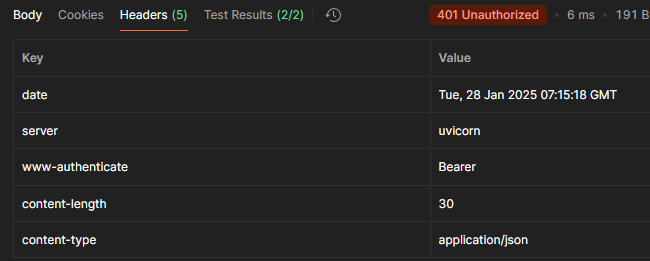 Body Cookies Headers (5) Test Results (2/2) 401 Unauthorized • 6 ms • 191 B
Key Value
date Tue, 28 Jan 2025 07:15:18 GMT
server uvicorn
www-authenticate Bearer
content-length 30
content-type application/json